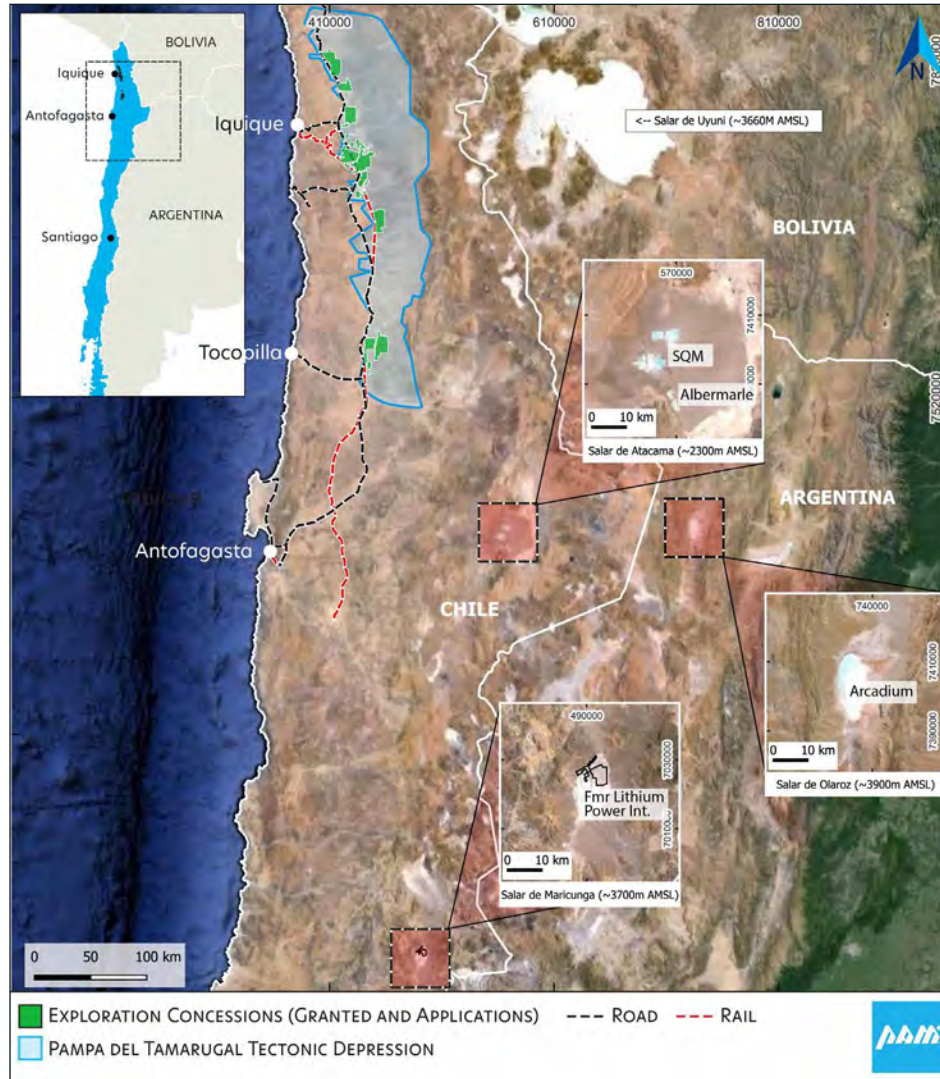 410000
610000
810000
BOLIVIA
Iquique
Antofagasta
ARGENTINA
Santiago
N
Iquique
<-- Salar de Uyuni (~3660M AMSL)
BOLIVIA
570000
7410000
SQM
Albermarle
0 10 km
Salar de Atacama (~2300m AMSL)
Tocopilla
7520000
ARGENTINA
Antofagasta
CHILE
740000
7410000
Arcadium
7390000
0 10 km
Salar de Olaroz (~3900m AMSL)
490000
7030000
Fmr Lithium
Power Int.
7010000
0 10 km
Salar de Maricunga (~3700m AMSL)
0 50 100 km
EXPLORATION CONCESSIONS (GRANTED AND APPLICATIONS)
ROAD
RAIL
PAMPA DEL TAMARUGAL TECTONIC DEPRESSION